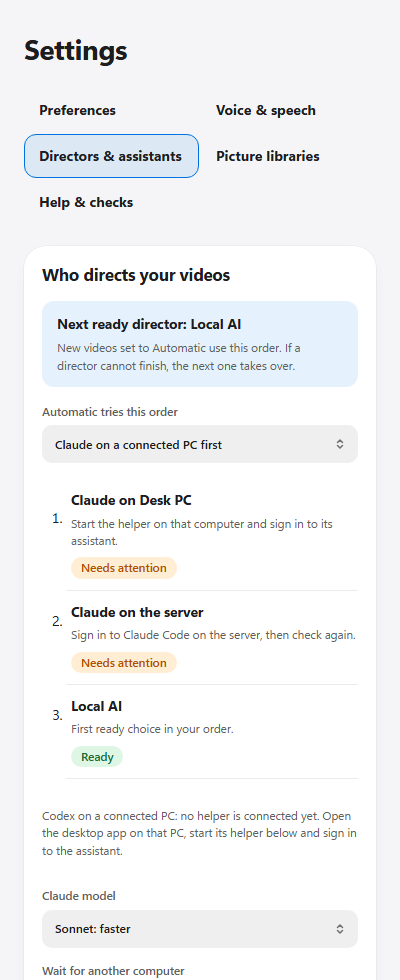 Settings
Preferences
Voice & speech
Directors & assistants
Picture libraries
Help & checks
Who directs your videos
Next ready director: Local AI
New videos set to Automatic use this order. If a
director cannot finish, the next one takes over.
Automatic tries this order
Claude on a connected PC first
1.
Claude on Desk PC
Start the helper on that computer and sign in to its
assistant.
Needs attention
2.
Claude on the server
Sign in to Claude Code on the server, then check again.
Needs attention
3.
Local AI
First ready choice in your order.
Ready
Codex on a connected PC: no helper is connected yet. Open
the desktop app on that PC, start its helper below and sign in
to the assistant.
Claude model
Sonnet: faster
Wait for another computer